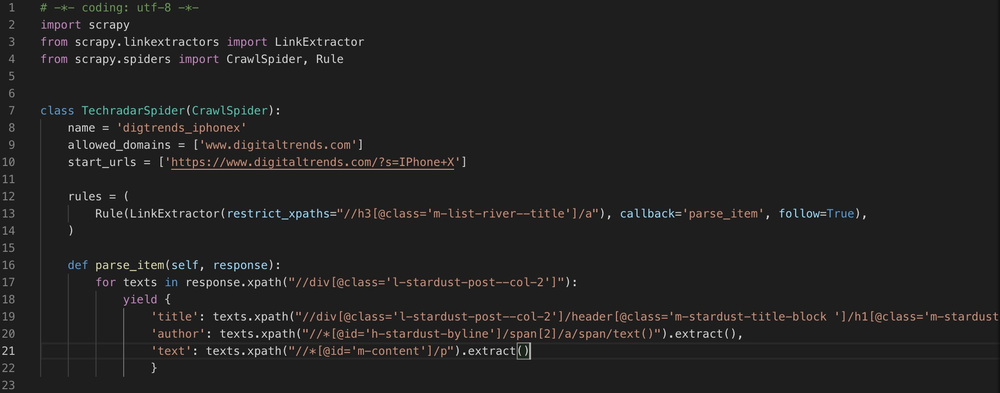 1 # -*- coding: utf-8 -*-
2 import scrapy
3 from scrapy.linkextractors import LinkExtractor
4 from scrapy.spiders import CrawlSpider, Rule
5
6
7 class TechradarSpider(CrawlSpider):
8     name = 'digtrends_iphonex'
9     allowed_domains = ['www.digitaltrends.com']
10     start_urls = ['https://www.digitaltrends.com/?s=IPhone+X']
11
12     rules = (
13         Rule(LinkExtractor(restrict_xpaths="//h3[@class='m-list-river--title']/a"), callback='parse_item', follow=True),
14     )
15
16     def parse_item(self, response):
17         for texts in response.xpath("//div[@class='l-stardust-post--col-2']"):
18             yield {
19                 'title': texts.xpath("//div[@class='l-stardust-post--col-2']/header[@class='m-stardust-title-block ']/h1[@class='m-stardust
20                 'author': texts.xpath("//*[@id='h-stardust-byline']/span[2]/a/span/text()").extract(),
21                 'text': texts.xpath("//*[@id='m-content']/p").extract()
22                 }
23